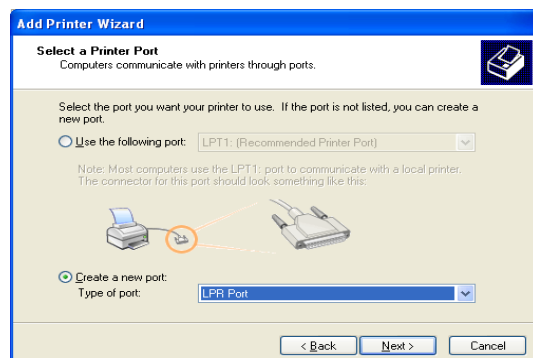 Add Printer Wizard
Select a Printer Port
Computers communicate with printers through ports.
Select the port you want your printer to use. If the port is not listed, you can create a
new port.
Use the following port: LPT1: (Recommended Printer Port)
Note: Most computers use the LPT1: port to communicate with a local printer.
The connector for this port should look something like this:
Create a new port:
Type of port: LPR Port
< Back Next > Cancel